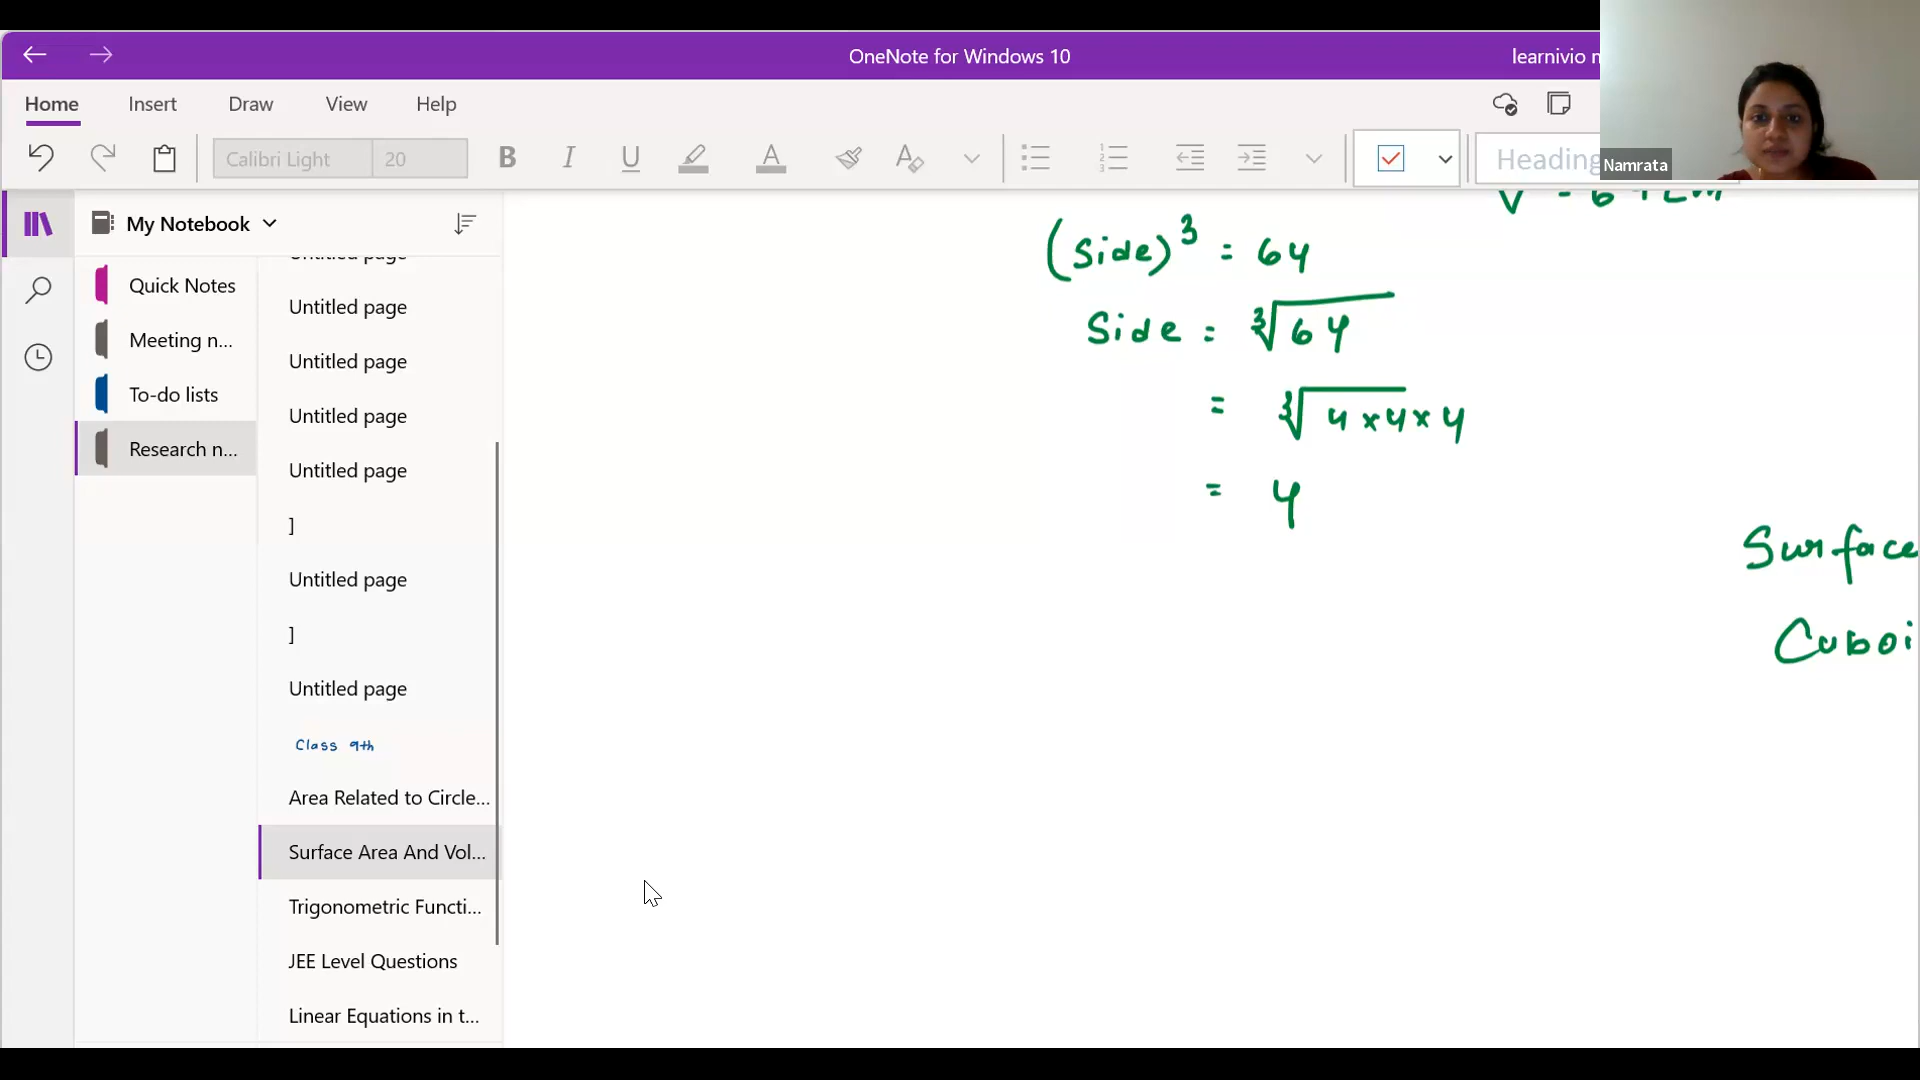 OneNote for Windows 10
learnivio
Home Insert Draw View Help
Calibri Light 20 B I U A Heading
Namrata
My Notebook
Quick Notes
Meeting n...
To-do lists
Research n...
Untitled page
Untitled page
Untitled page
Untitled page
Untitled page
]
Untitled page
]
Untitled page
Class 9th
Area Related to Circle...
Surface Area And Vol...
Trigonometric Functi...
JEE Level Questions
Linear Equations in t...
(Side)³ = 64
Side = ∛64
= ∛4×4×4
= 4
Surface
Cuboi